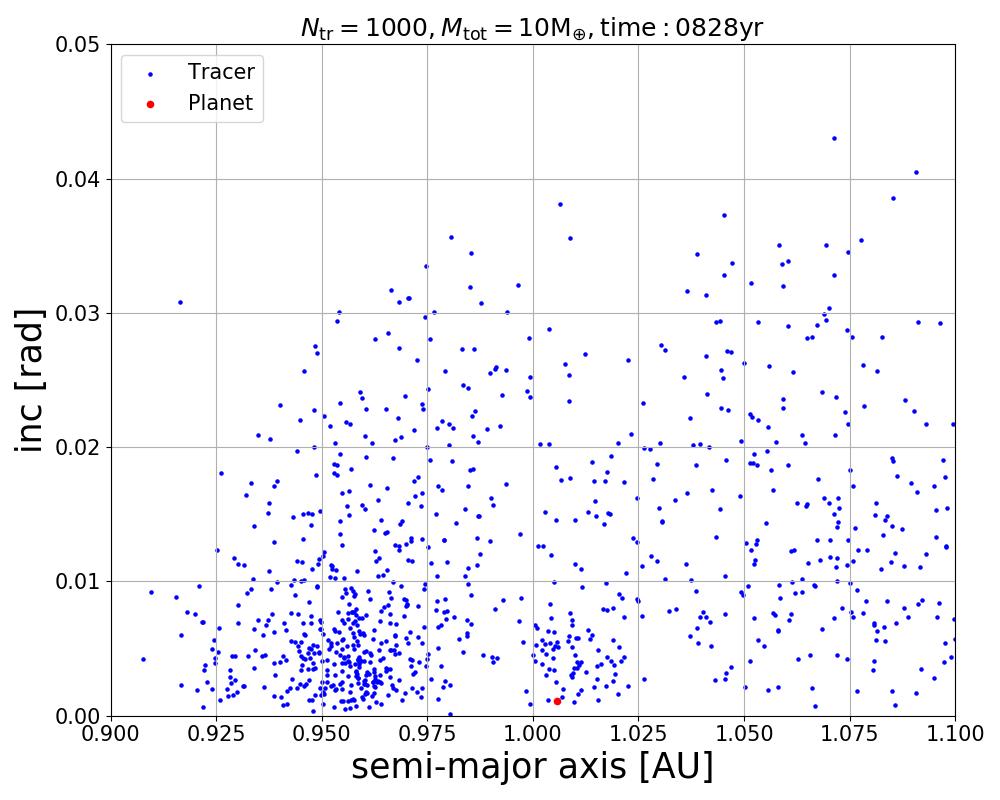 N_tr = 1000, M_tot = 10M_⊕, time : 0828yr
Tracer
Planet
inc [rad]
0.05
0.04
0.03
0.02
0.01
0.00
0.900 0.925 0.950 0.975 1.000 1.025 1.050 1.075 1.100
semi-major axis [AU]